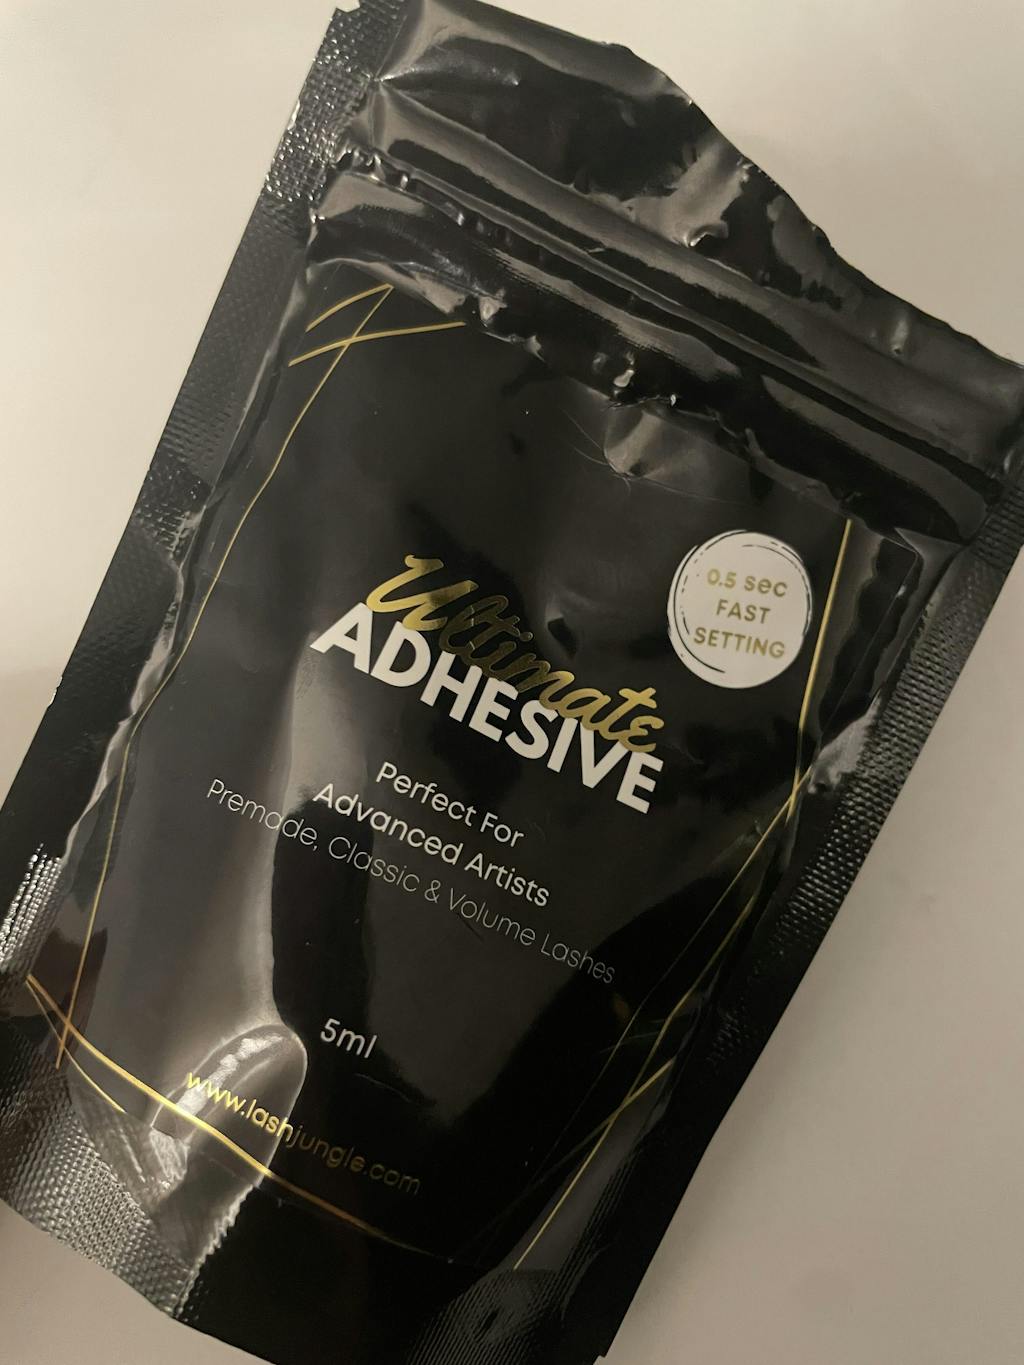 0.5 sec
FAST
SETTING
Ultimate
ADHESIVE
Perfect For
Advanced Artists
Premade, Classic & Volume Lashes
5ml
www.lashjungle.com